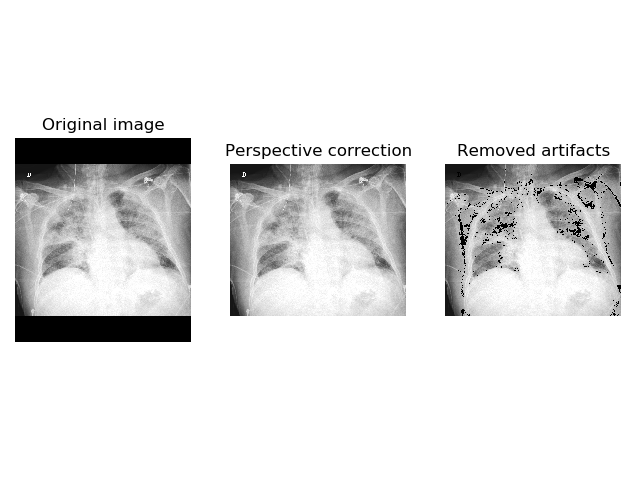 Original image
Perspective correction
Removed artifacts